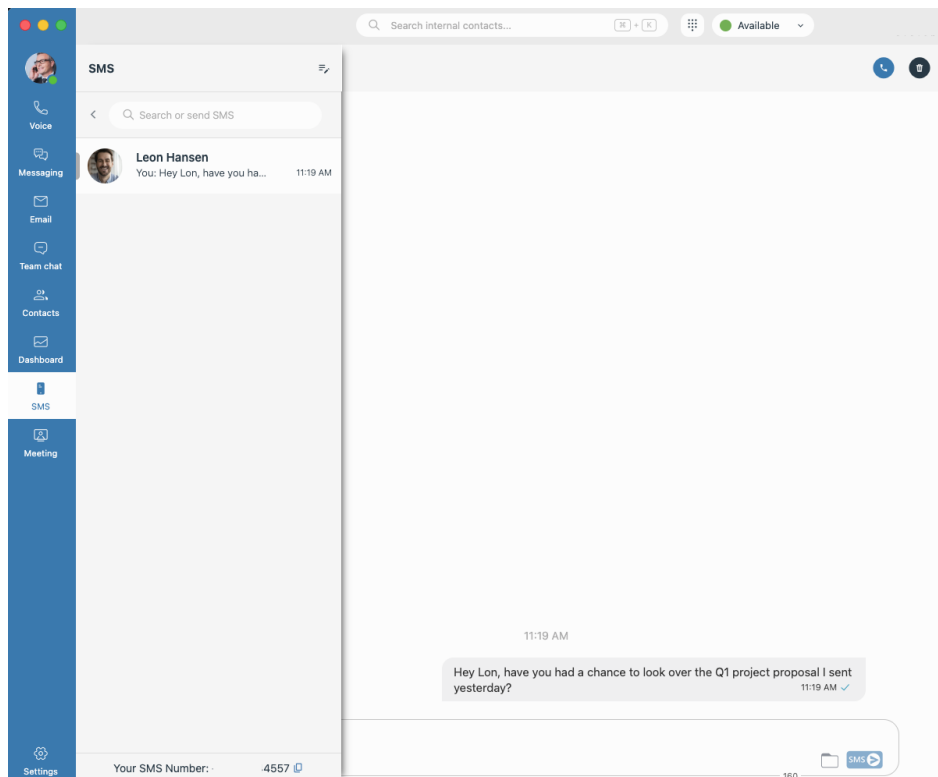 Search internal contacts...
⌘ + K
Available
SMS
Voice
Search or send SMS
Leon Hansen
You: Hey Lon, have you ha...
11:19 AM
Messaging
Email
Team chat
Contacts
Dashboard
SMS
Meeting
11:19 AM
Hey Lon, have you had a chance to look over the Q1 project proposal I sent
yesterday?
11:19 AM
SMS
160
Settings
Your SMS Number: 4557